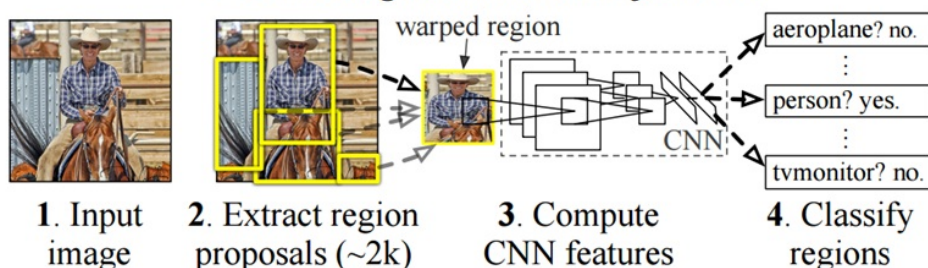 warped region
aeroplane? no.
person? yes.
CNN
tvmonitor? no.
1. Input
image
2. Extract region
proposals (~2k)
3. Compute
CNN features
4. Classify
regions